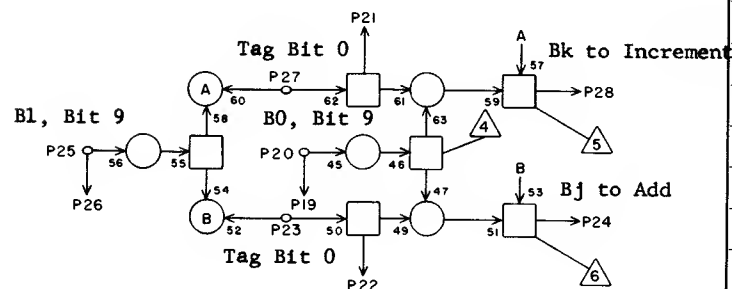 P21
Tag Bit 0
A
Bk to Increment
P27
57
A
60
62
61
59
P28
58
63
B1, Bit 9
B0, Bit 9
4
5
P25
56
55
P20
45
46
54
47
B
53
Bj to Add
P26
P19
B
52
P23
50
49
51
P24
Tag Bit 0
6
P22